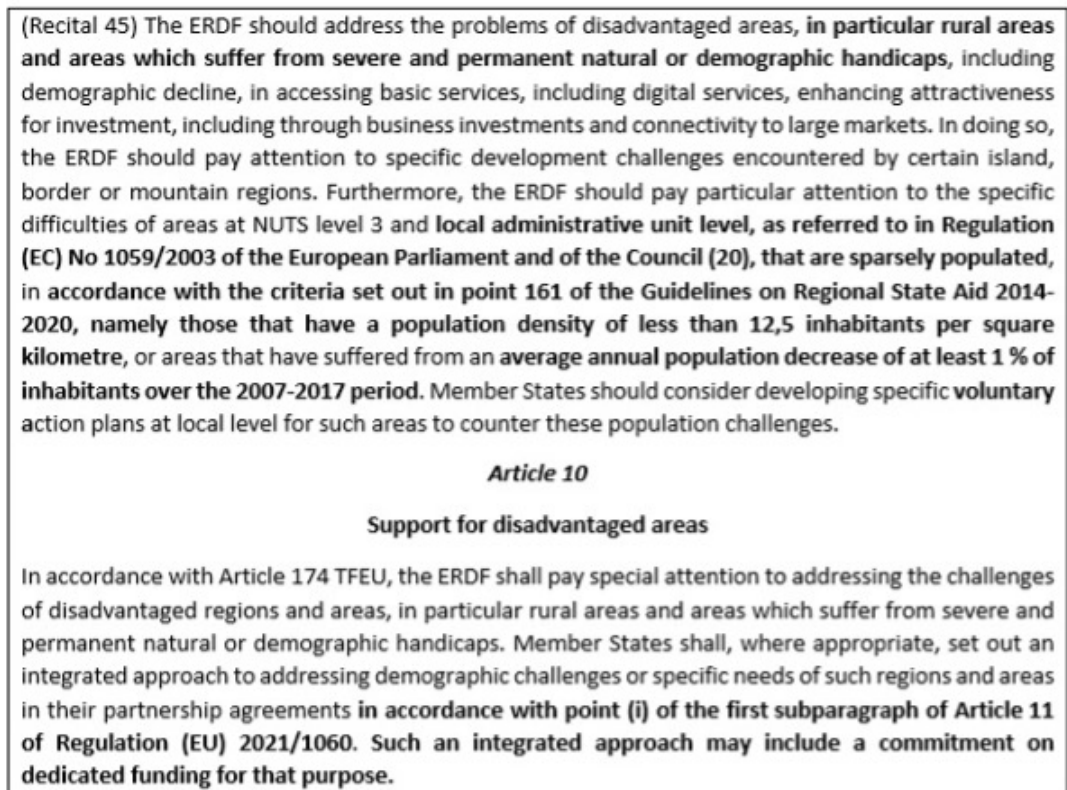 (Recital 45) The ERDF should address the problems of disadvantaged areas, in particular rural areas
and areas which suffer from severe and permanent natural or demographic handicaps, including
demographic decline, in accessing basic services, including digital services, enhancing attractiveness
for investment, including through business investments and connectivity to large markets. In doing so,
the ERDF should pay attention to specific development challenges encountered by certain island,
border or mountain regions. Furthermore, the ERDF should pay particular attention to the specific
difficulties of areas at NUTS level 3 and local administrative unit level, as referred to in Regulation
(EC) No 1059/2003 of the European Parliament and of the Council (20), that are sparsely populated,
in accordance with the criteria set out in point 161 of the Guidelines on Regional State Aid 2014-
2020, namely those that have a population density of less than 12,5 inhabitants per square
kilometre, or areas that have suffered from an average annual population decrease of at least 1 % of
inhabitants over the 2007-2017 period. Member States should consider developing specific voluntary
action plans at local level for such areas to counter these population challenges.
Article 10
Support for disadvantaged areas
In accordance with Article 174 TFEU, the ERDF shall pay special attention to addressing the challenges
of disadvantaged regions and areas, in particular rural areas and areas which suffer from severe and
permanent natural or demographic handicaps. Member States shall, where appropriate, set out an
integrated approach to addressing demographic challenges or specific needs of such regions and areas
in their partnership agreements in accordance with point (i) of the first subparagraph of Article 11
of Regulation (EU) 2021/1060. Such an integrated approach may include a commitment on
dedicated funding for that purpose.